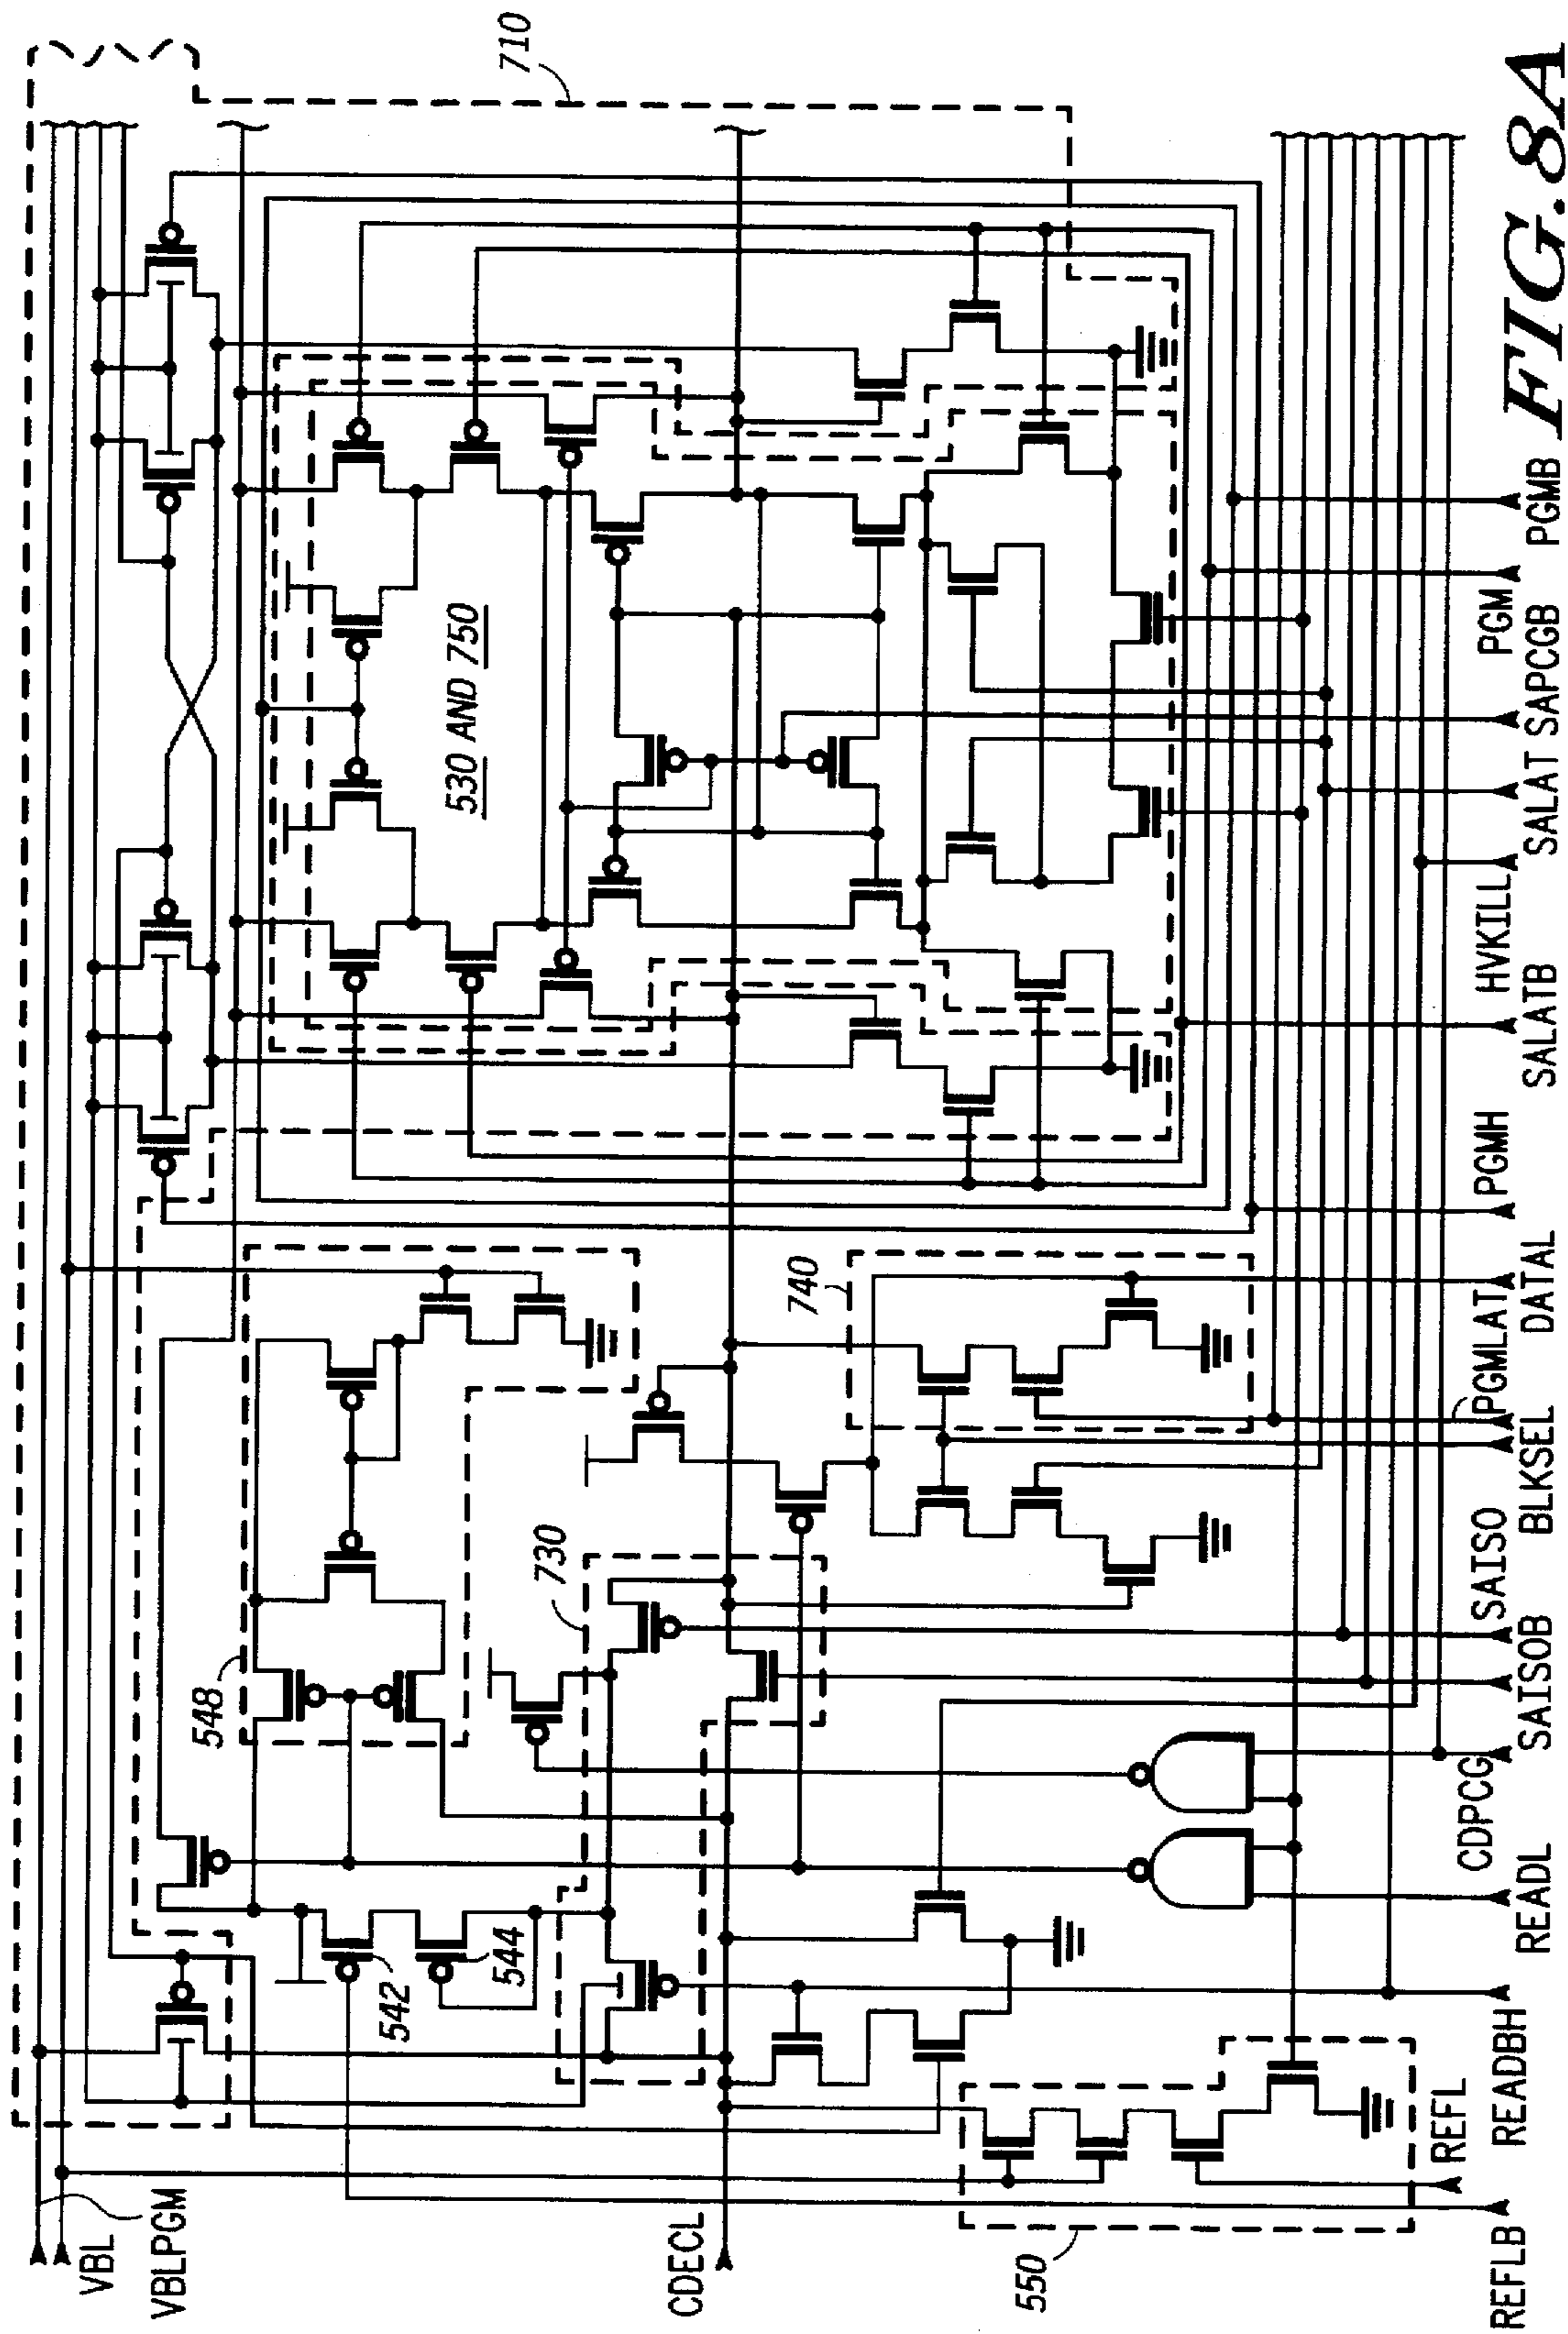 FIG. 8A
710
530 AND 750
548
730
740
542
544
550
VBL
VBLPGM
CDECL
REFLB
REFL
READBH
READL
CDPCG
SAISOB
SAISO
BLKSEL
PGMLAT
DATAL
PGMH
SALATB
HVKILL
SALAT
SAPCGB
PGM
PGMB